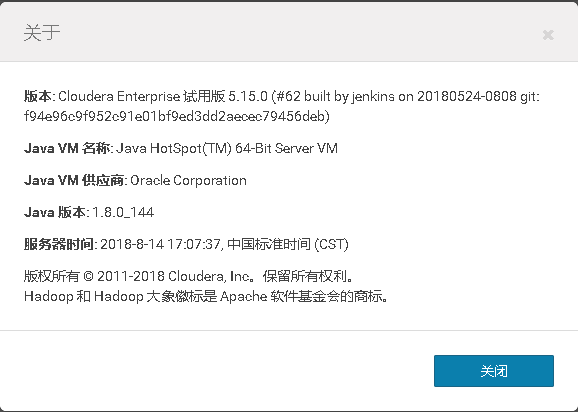 关于
版本: Cloudera Enterprise 试用版 5.15.0 (#62 built by jenkins on 20180524-0808 git:
f94e96c9f952c91e01bf9ed3dd2aecec79456deb)
Java VM 名称: Java HotSpot(TM) 64-Bit Server VM
Java VM 供应商: Oracle Corporation
Java 版本: 1.8.0_144
服务器时间: 2018-8-14 17:07:37, 中国标准时间 (CST)
版权所有 © 2011-2018 Cloudera, Inc。保留所有权利。
Hadoop 和 Hadoop 大象徽标是 Apache 软件基金会的商标。
关闭